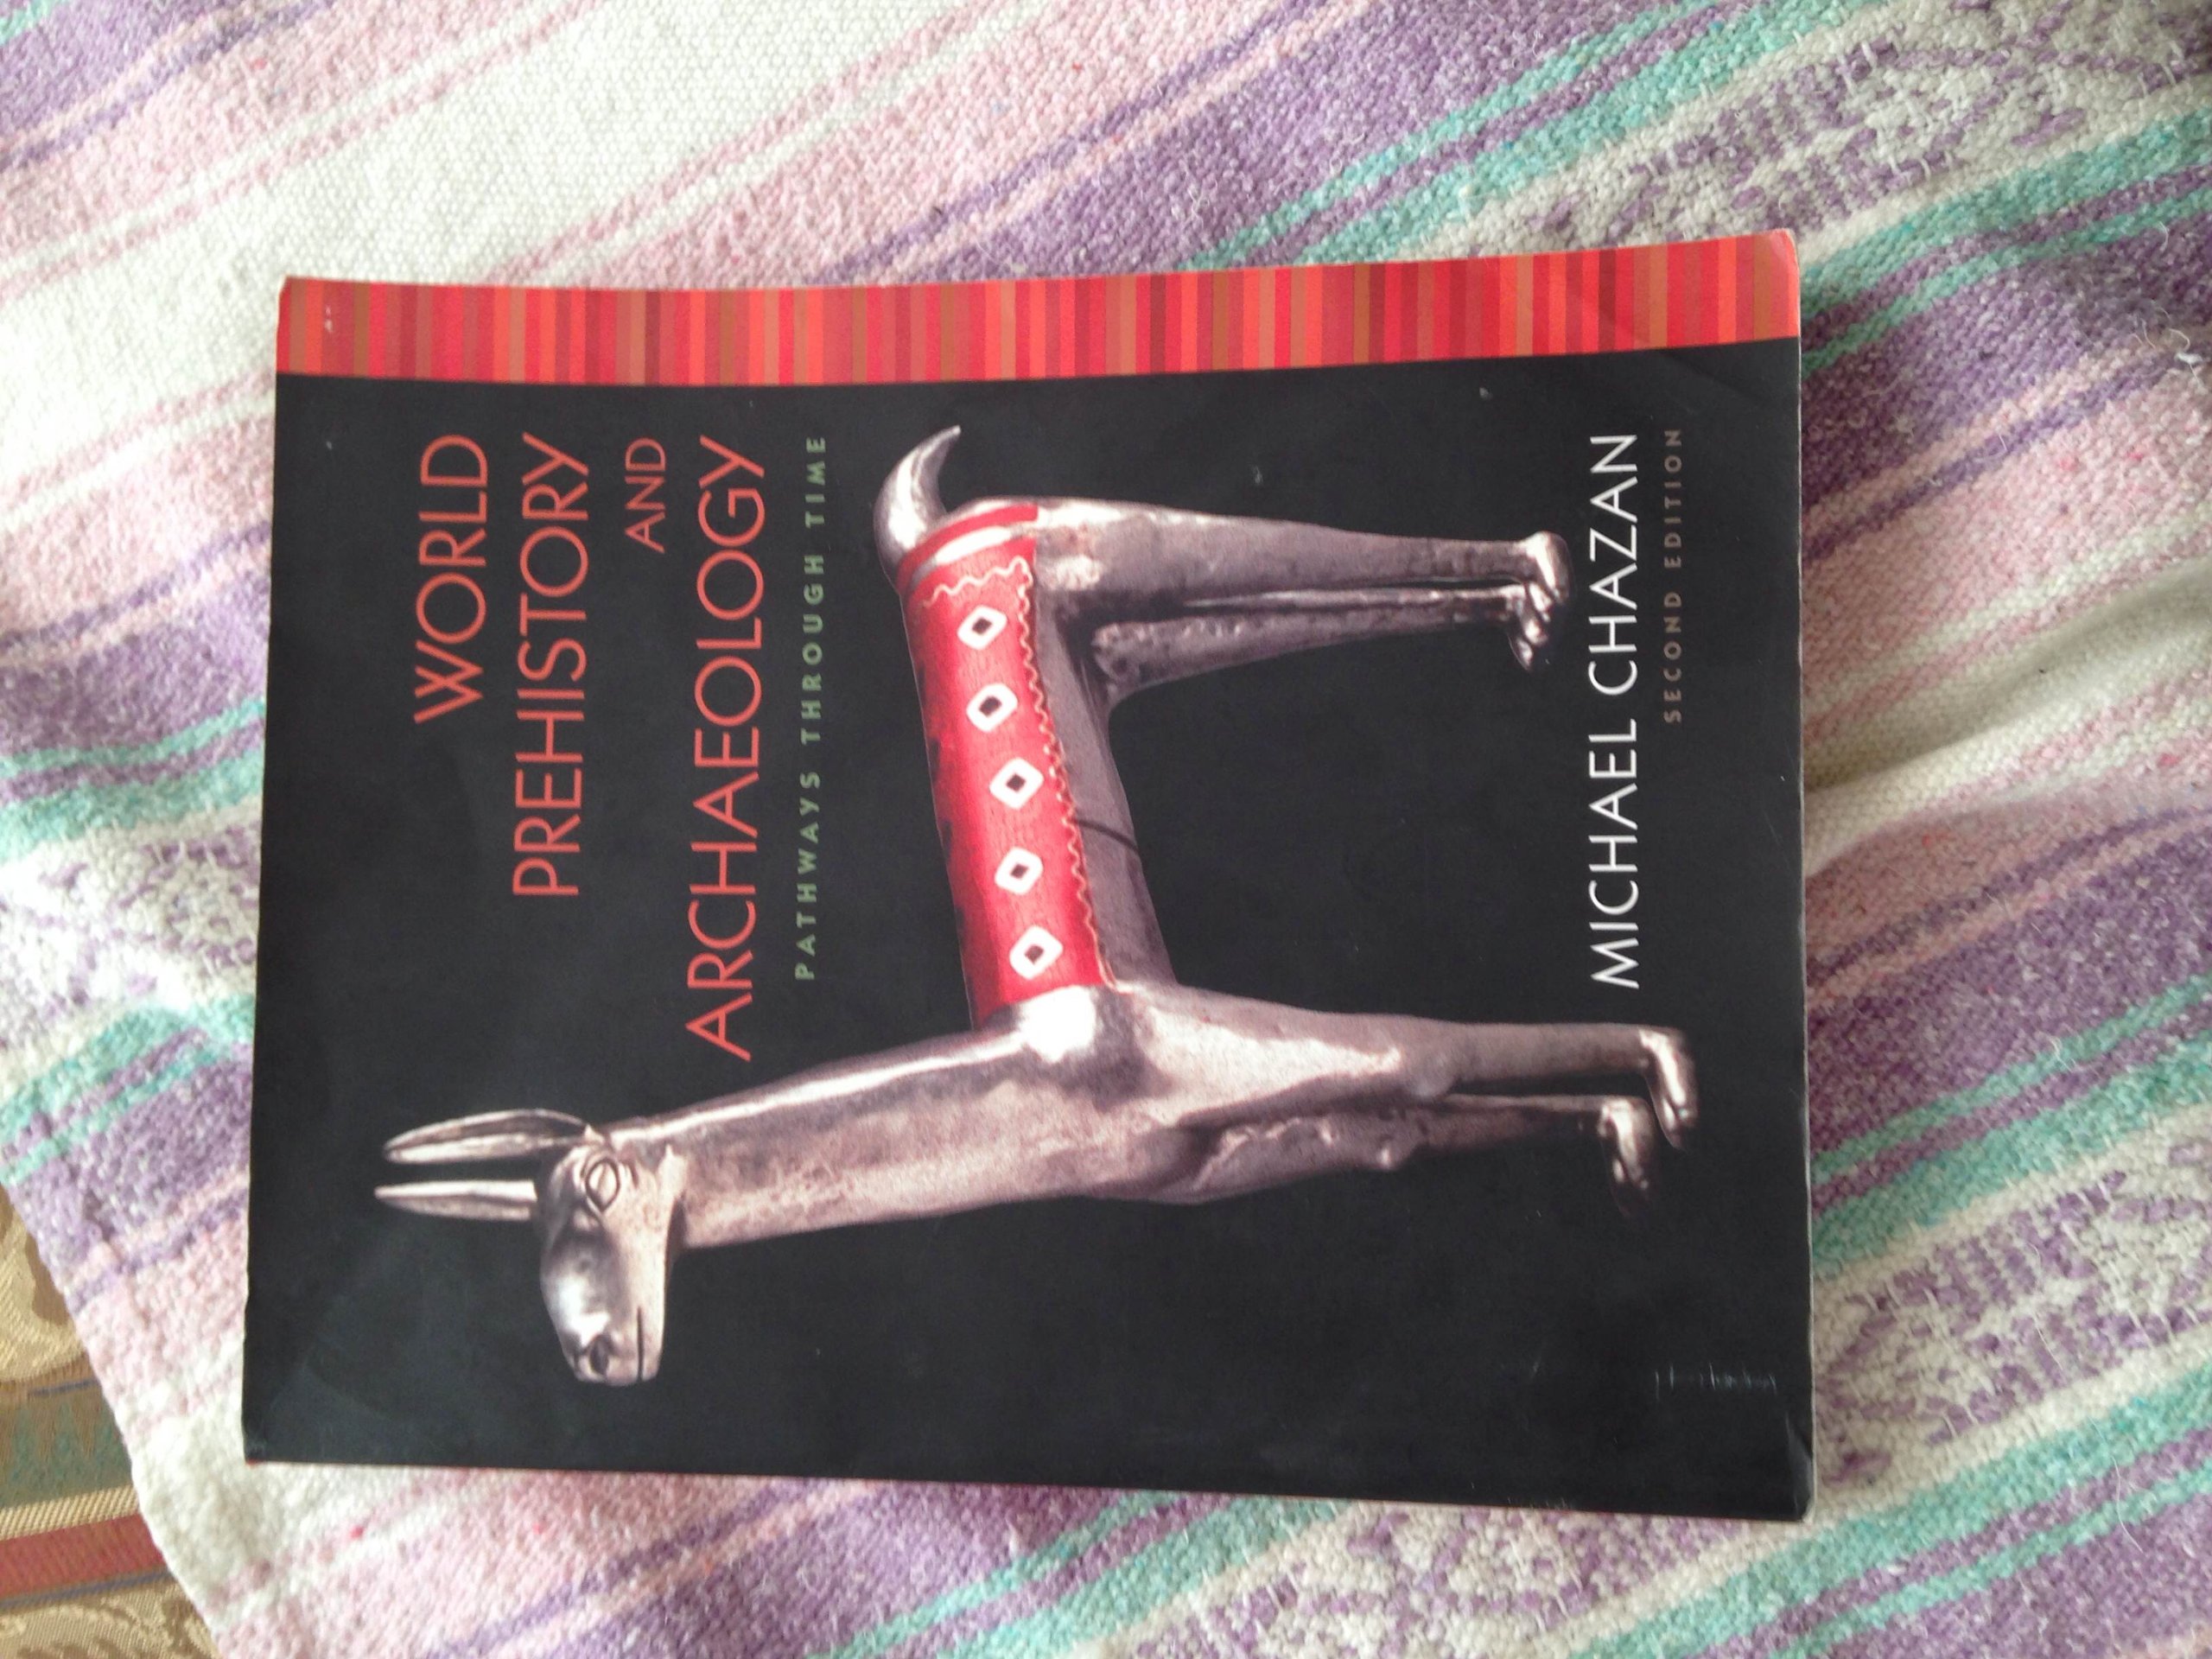 WORLD
PREHISTORY
AND
ARCHAEOLOGY
PATHWAYS THROUGH TIME
MICHAEL CHAZAN
SECOND EDITION